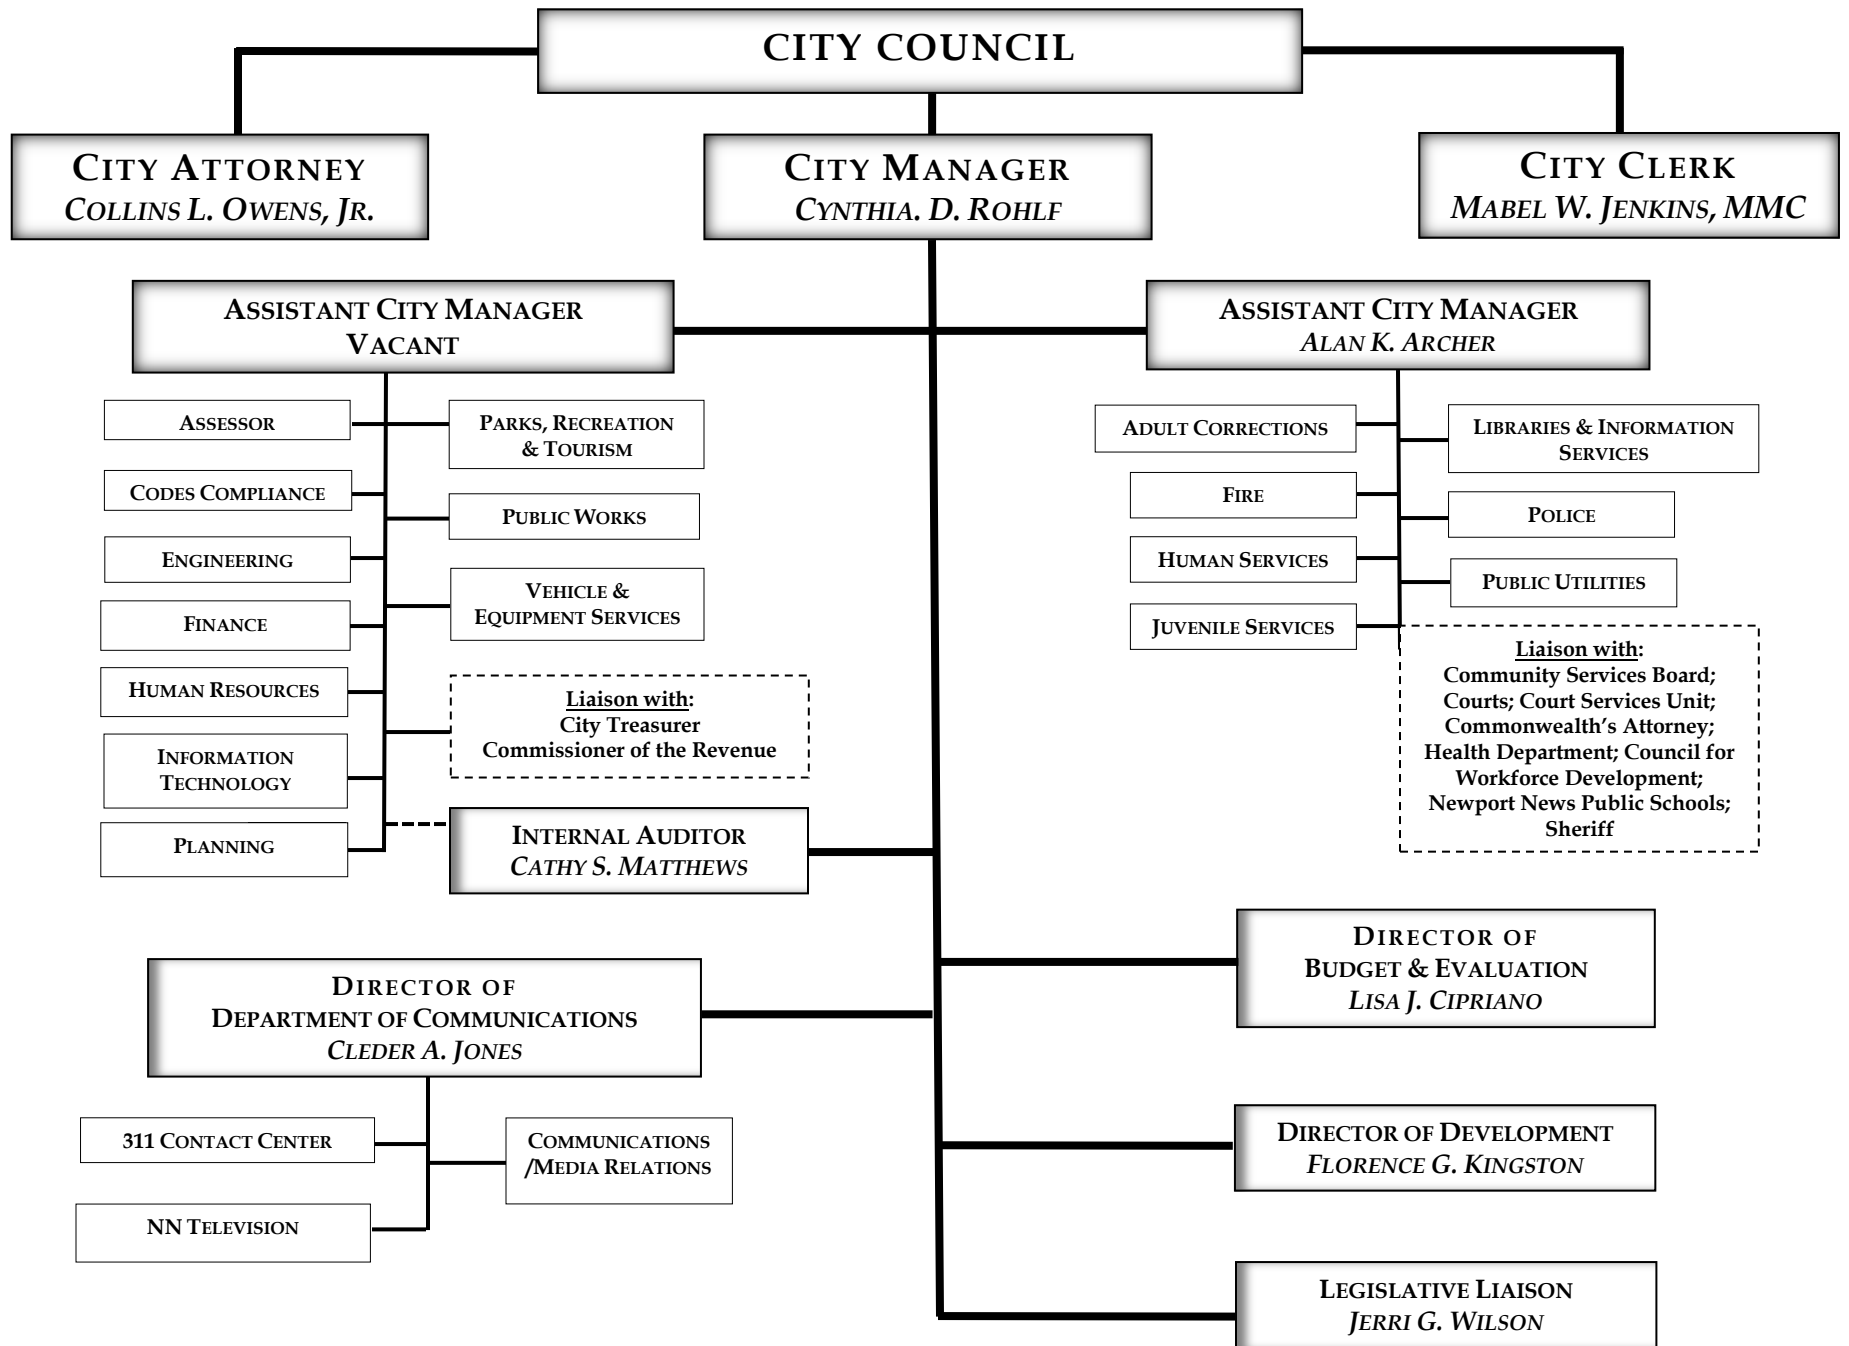 CITY COUNCIL
CITY ATTORNEY
COLLINS L. OWENS, JR.
CITY MANAGER
CYNTHIA. D. ROHLF
CITY CLERK
MABEL W. JENKINS, MMC
ASSISTANT CITY MANAGER
VACANT
ASSISTANT CITY MANAGER
ALAN K. ARCHER
ASSESSOR
CODES COMPLIANCE
ENGINEERING
FINANCE
HUMAN RESOURCES
INFORMATION
TECHNOLOGY
PLANNING
PARKS, RECREATION
& TOURISM
PUBLIC WORKS
VEHICLE &
EQUIPMENT SERVICES
Liaison with:
City Treasurer
Commissioner of the Revenue
INTERNAL AUDITOR
CATHY S. MATTHEWS
ADULT CORRECTIONS
FIRE
HUMAN SERVICES
JUVENILE SERVICES
LIBRARIES & INFORMATION
SERVICES
POLICE
PUBLIC UTILITIES
Liaison with:
Community Services Board;
Courts; Court Services Unit;
Commonwealth’s Attorney;
Health Department; Council for
Workforce Development;
Newport News Public Schools;
Sheriff
DIRECTOR OF
DEPARTMENT OF COMMUNICATIONS
CLEDER A. JONES
311 CONTACT CENTER
NN TELEVISION
COMMUNICATIONS
/MEDIA RELATIONS
DIRECTOR OF
BUDGET & EVALUATION
LISA J. CIPRIANO
DIRECTOR OF DEVELOPMENT
FLORENCE G. KINGSTON
LEGISLATIVE LIAISON
JERRI G. WILSON